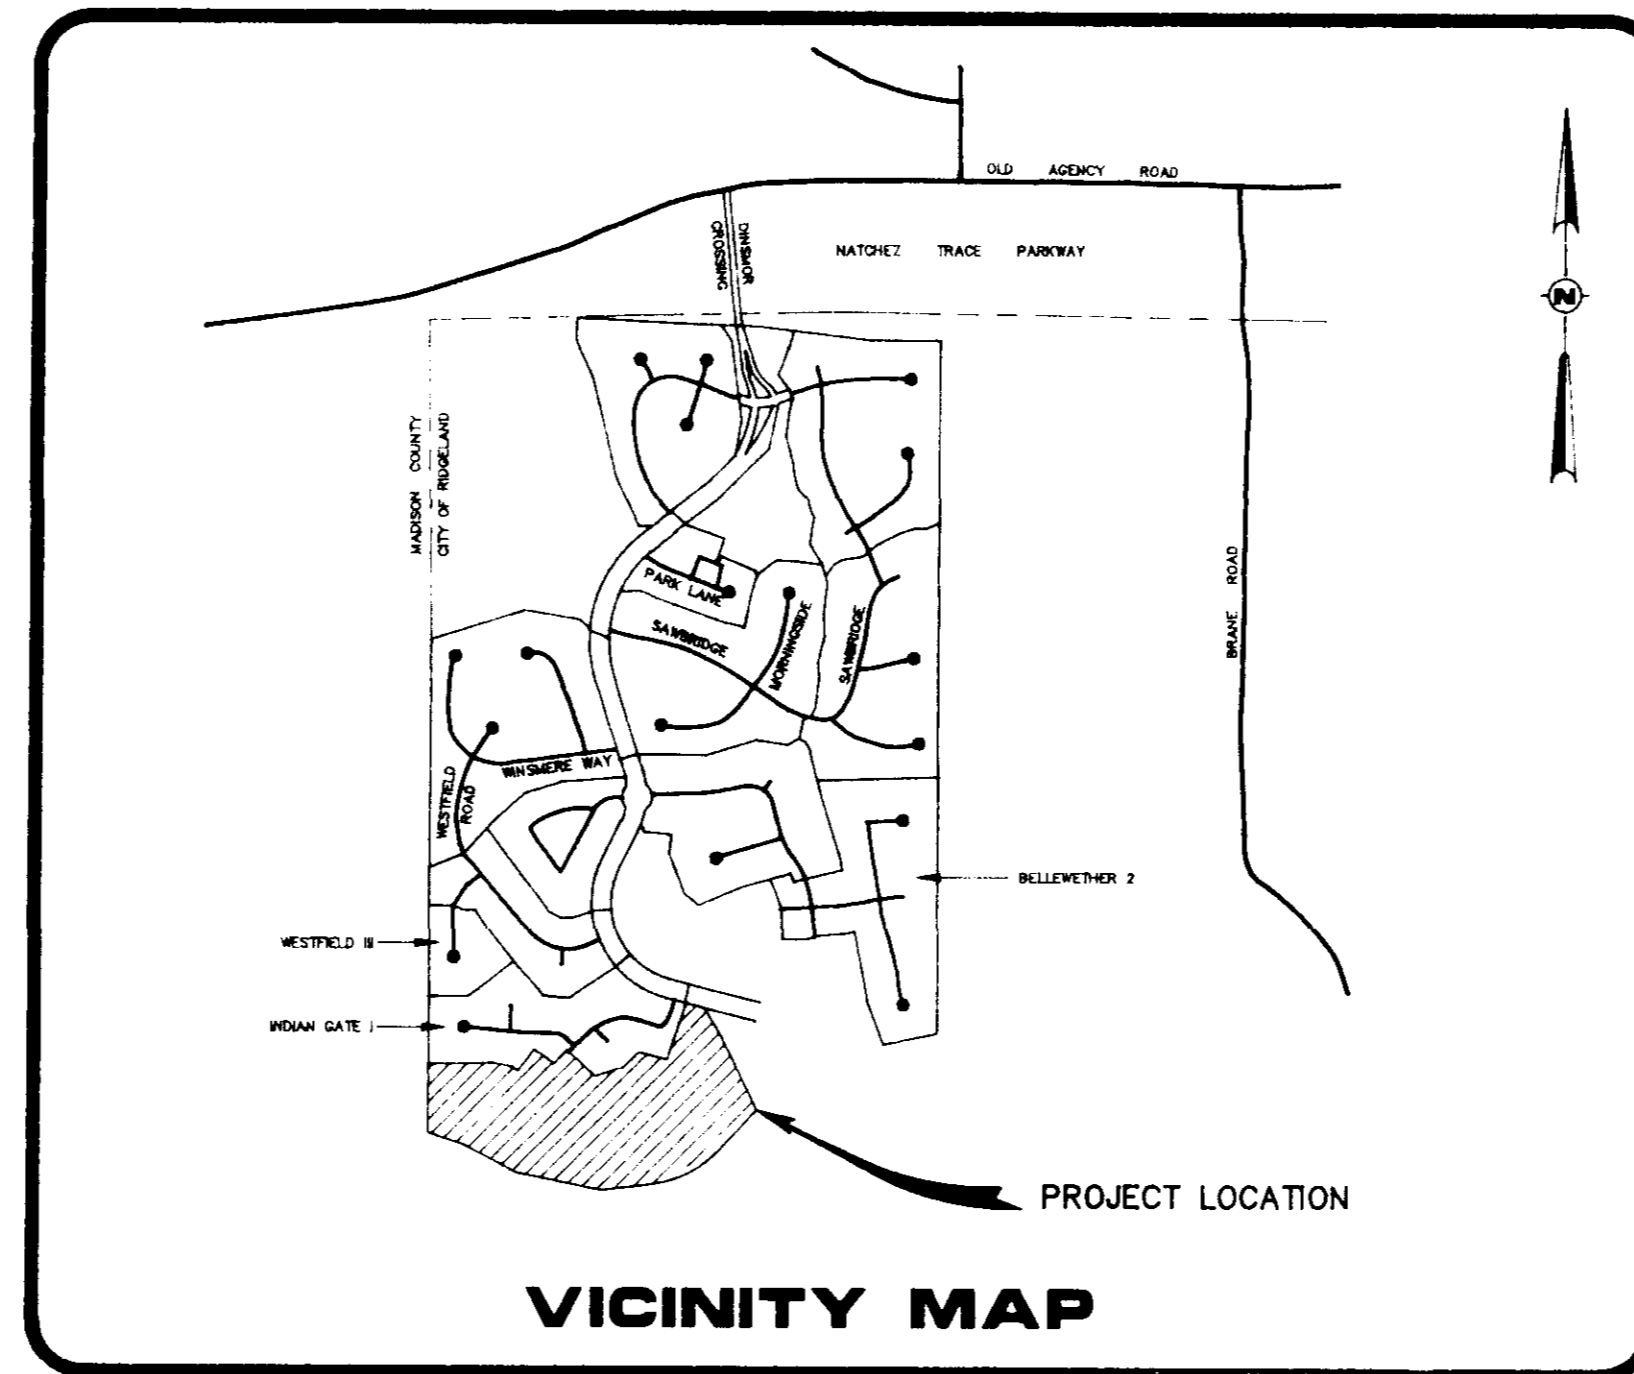 OLD AGENCY ROAD
DINSMOR
CROSSING
NATCHEZ TRACE PARKWAY
N
MADISON COUNTY
CITY OF RIDGELAND
BRANE ROAD
PARK LANE
SAWBRIDGE
MORNINGSIDE
SAWBRIDGE
WINSMERE WAY
WESTFIELD
ROAD
BELLEWETHER 2
WESTFIELD III
INDIAN GATE I
PROJECT LOCATION
VICINITY MAP